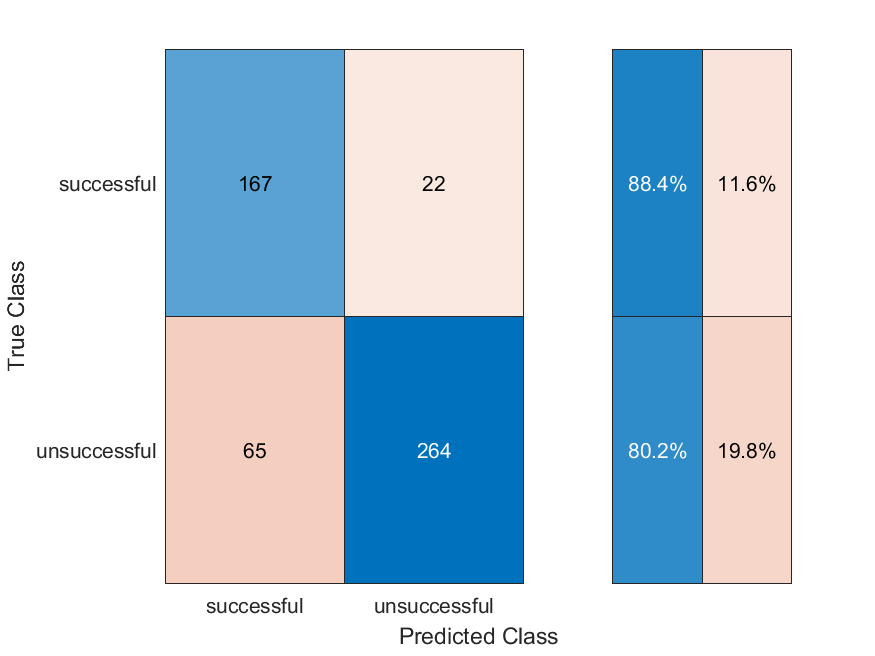 successful 167 22 88.4% 11.6%
unsuccessful 65 264 80.2% 19.8%
successful unsuccessful
Predicted Class
True Class